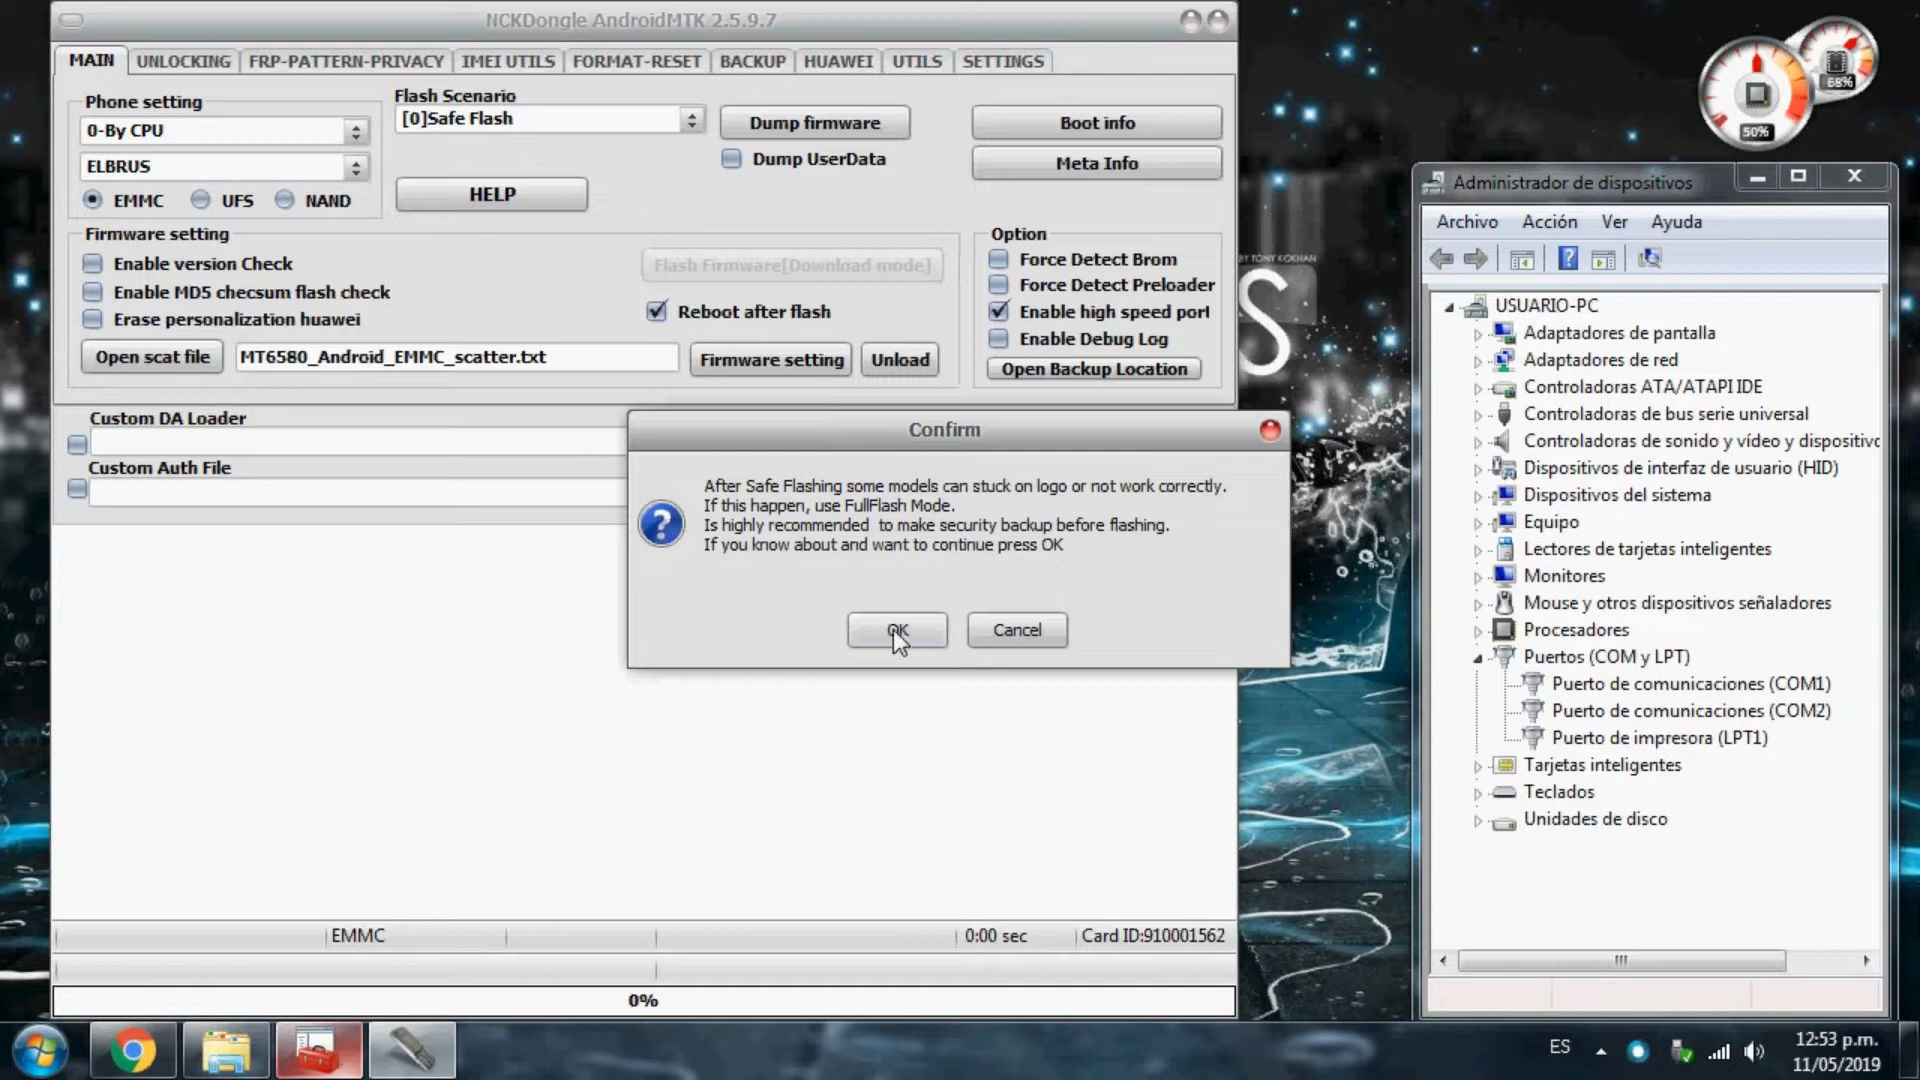 NCKDongle AndroidMTK 2.5.9.7
MAIN
UNLOCKING
FRP-PATTERN-PRIVACY
IMEI UTILS
FORMAT-RESET
BACKUP
HUAWEI
UTILS
SETTINGS
Phone setting
0-By CPU
ELBRUS
EMMC
UFS
NAND
Flash Scenario
[0]Safe Flash
HELP
Dump firmware
Dump UserData
Boot info
Meta Info
Firmware setting
Enable version Check
Enable MD5 checsum flash check
Erase personalization huawei
Flash Firmware[Download mode]
Reboot after flash
Open scat file
MT6580_Android_EMMC_scatter.txt
Firmware setting
Unload
Option
Force Detect Brom
Force Detect Preloader
Enable high speed port
Enable Debug Log
Open Backup Location
Custom DA Loader
Custom Auth File
Confirm
After Safe Flashing some models can stuck on logo or not work correctly.
If this happen, use FullFlash Mode.
Is highly recommended to make security backup before flashing.
If you know about and want to continue press OK
OK
Cancel
EMMC
0:00 sec
Card ID:910001562
0%
68%
50%
BY TONY KOKHAN
S
Administrador de dispositivos
Archivo
Acción
Ver
Ayuda
USUARIO-PC
Adaptadores de pantalla
Adaptadores de red
Controladoras ATA/ATAPI IDE
Controladoras de bus serie universal
Controladoras de sonido y vídeo y dispositivo
Dispositivos de interfaz de usuario (HID)
Dispositivos del sistema
Equipo
Lectores de tarjetas inteligentes
Monitores
Mouse y otros dispositivos señaladores
Procesadores
Puertos (COM y LPT)
Puerto de comunicaciones (COM1)
Puerto de comunicaciones (COM2)
Puerto de impresora (LPT1)
Tarjetas inteligentes
Teclados
Unidades de disco
ES
12:53 p.m.
11/05/2019